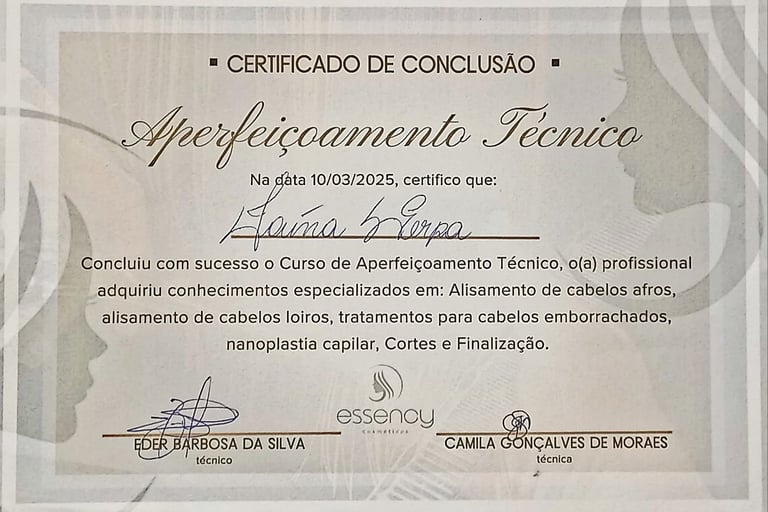 ▪ CERTIFICADO DE CONCLUSÃO ▪
Aperfeiçoamento Técnico
Na data 10/03/2025, certifico que:
Concluiu com sucesso o Curso de Aperfeiçoamento Técnico, o(a) profissional
adquiriu conhecimentos especializados em: Alisamento de cabelos afros,
alisamento de cabelos loiros, tratamentos para cabelos emborrachados,
nanoplastia capilar, Cortes e Finalização.
essency
cosméticos
EDER BARBOSA DA SILVA
técnico
CAMILA GONÇALVES DE MORAES
técnica